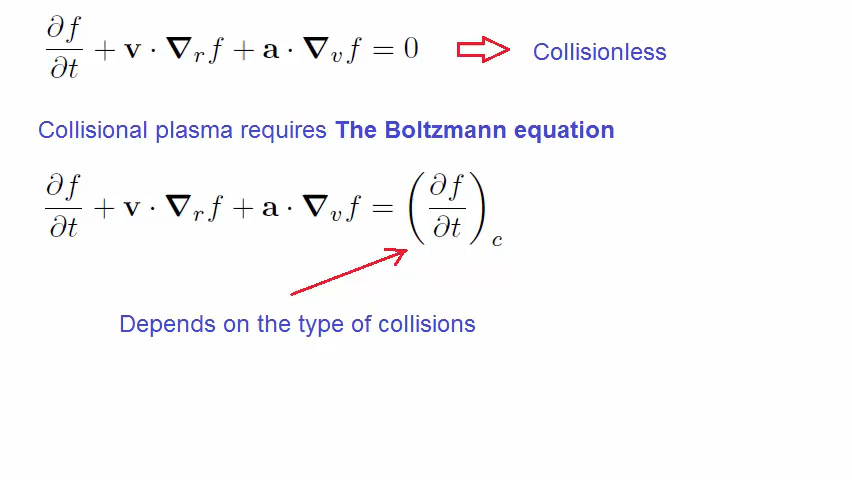 ∂f/∂t + v · ∇_r f + a · ∇_v f = 0 Collisionless
Collisional plasma requires The Boltzmann equation
∂f/∂t + v · ∇_r f + a · ∇_v f = (∂f/∂t)_c
Depends on the type of collisions